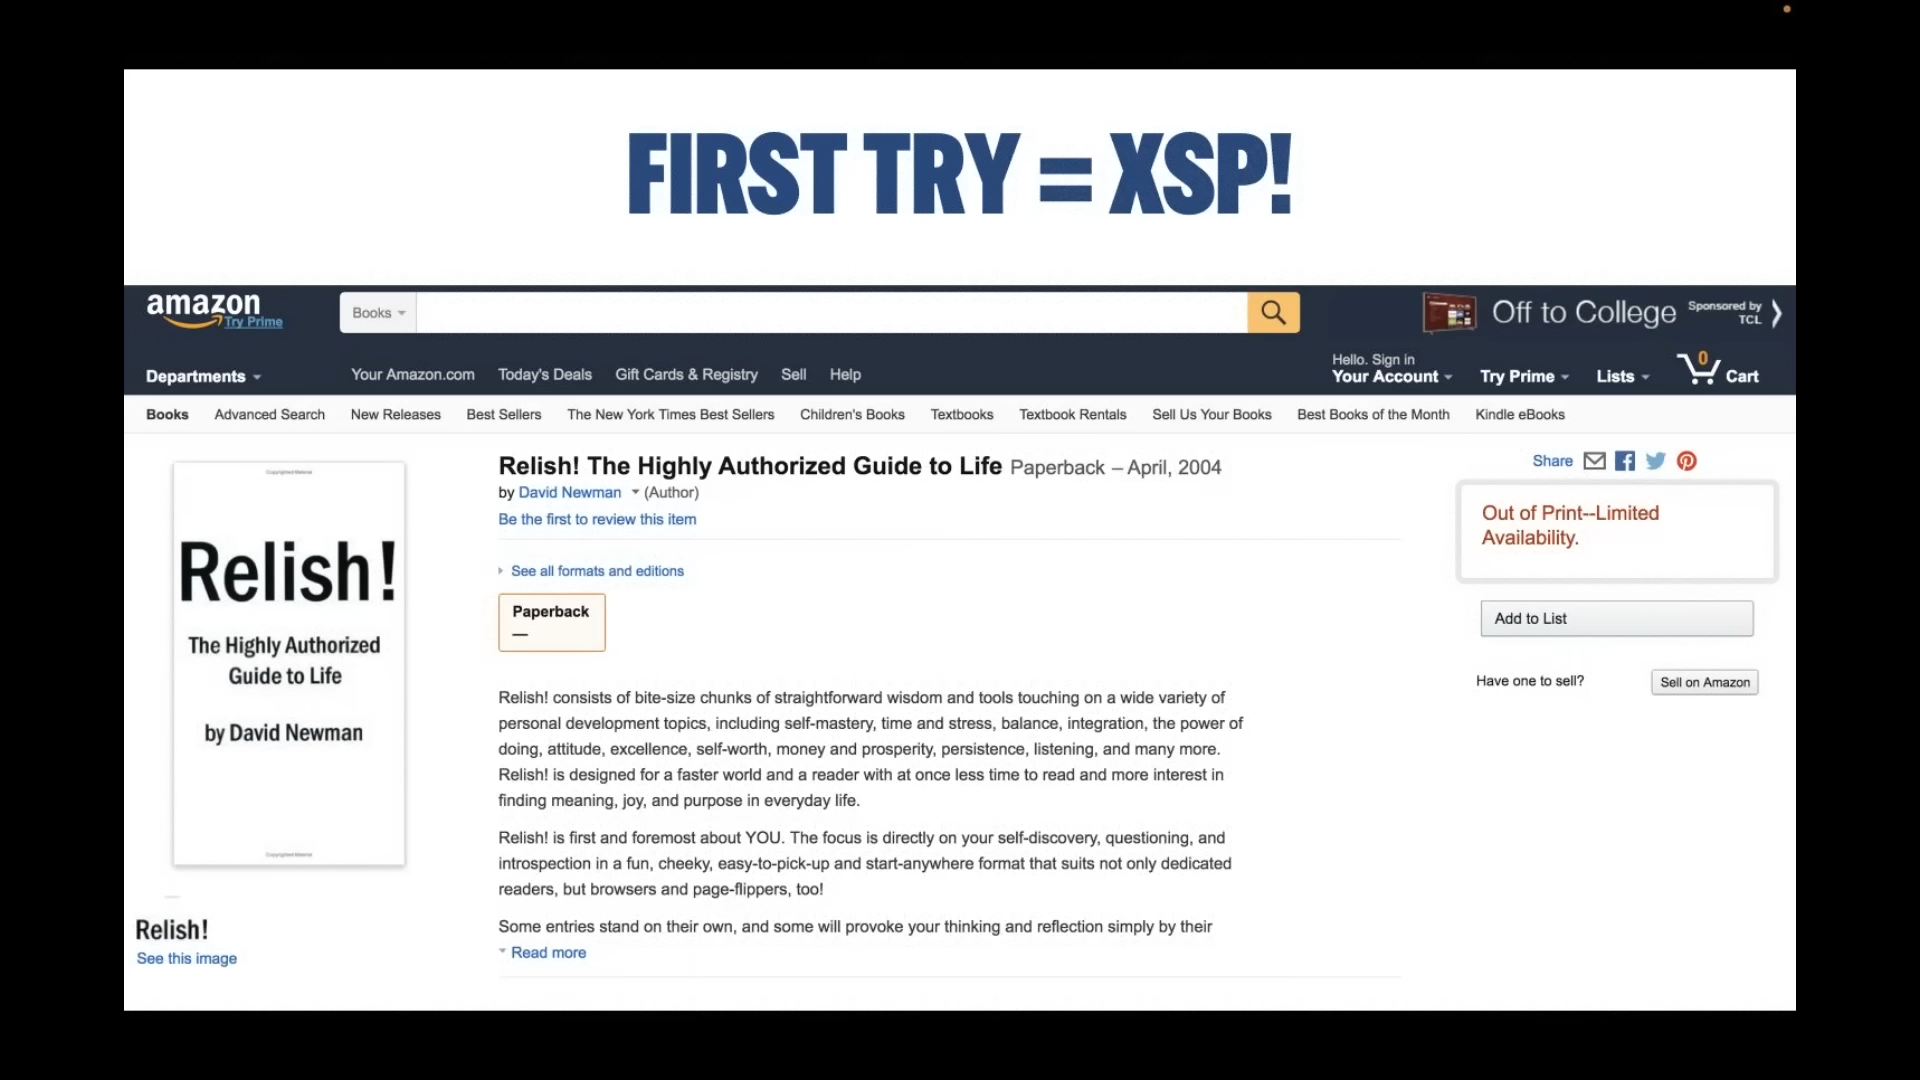 FIRST TRY = XSP!
amazon
Try Prime
Books
Off to College
Sponsored by
TCL
Departments
Your Amazon.com
Today's Deals
Gift Cards & Registry
Sell
Help
Hello. Sign in
Your Account
Try Prime
Lists
0
Cart
Books
Advanced Search
New Releases
Best Sellers
The New York Times Best Sellers
Children's Books
Textbooks
Textbook Rentals
Sell Us Your Books
Best Books of the Month
Kindle eBooks
Copyrighted Material
Relish!
The Highly Authorized
Guide to Life
by David Newman
Copyrighted Material
Relish!
See this image
Relish! The Highly Authorized Guide to Life Paperback – April, 2004
by David Newman (Author)
Be the first to review this item
See all formats and editions
Paperback
—
Relish! consists of bite-size chunks of straightforward wisdom and tools touching on a wide variety of
personal development topics, including self-mastery, time and stress, balance, integration, the power of
doing, attitude, excellence, self-worth, money and prosperity, persistence, listening, and many more.
Relish! is designed for a faster world and a reader with at once less time to read and more interest in
finding meaning, joy, and purpose in everyday life.
Relish! is first and foremost about YOU. The focus is directly on your self-discovery, questioning, and
introspection in a fun, cheeky, easy-to-pick-up and start-anywhere format that suits not only dedicated
readers, but browsers and page-flippers, too!
Some entries stand on their own, and some will provoke your thinking and reflection simply by their
Read more
Share
Out of Print--Limited
Availability.
Add to List
Have one to sell?
Sell on Amazon